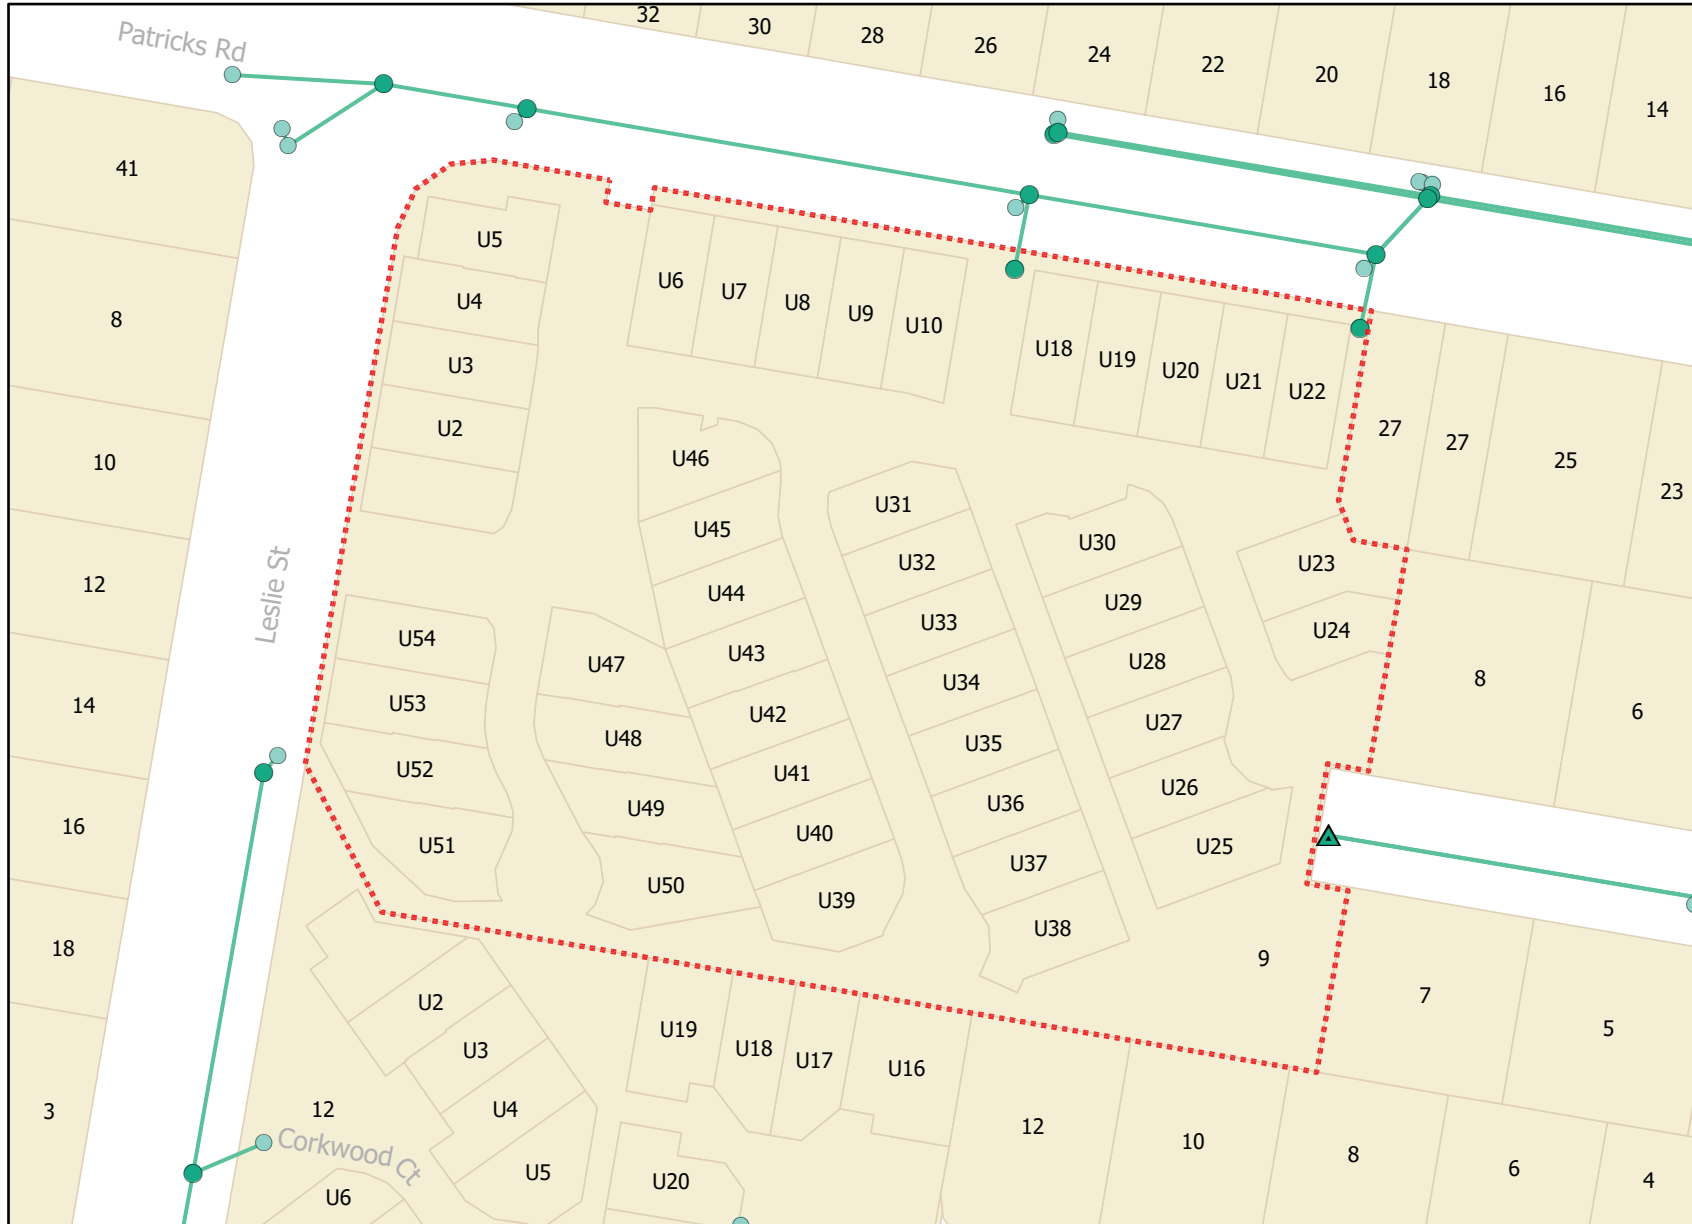 32
30
28
26
24
22
20
18
16
14
Patricks Rd
41
U5
U4
U3
U2
U6
U7
U8
U9
U10
U18
U19
U20
U21
U22
27
27
25
23
8
10
12
14
16
18
3
Leslie St
U46
U45
U44
U43
U42
U41
U40
U39
U31
U32
U33
U34
U35
U36
U37
U38
U30
U29
U28
U27
U26
U25
U23
U24
8
6
U54
U53
U52
U51
U47
U48
U49
U50
9
7
5
U2
U3
U4
U5
U6
12
Corkwood Ct
U19
U18
U17
U16
U20
12
10
8
6
4